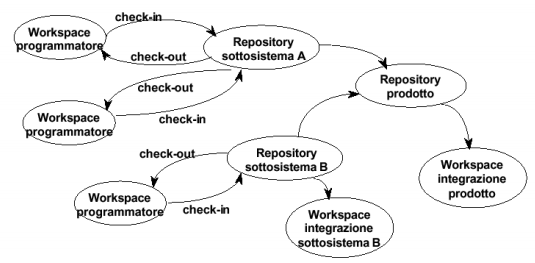 check-in
Workspace
programmatore
check-out
Repository
sottosistema A
Repository
prodotto
check-out
Workspace
programmatore
check-in
check-out
Repository
sottosistema B
Workspace
integrazione
prodotto
Workspace
programmatore
check-in
Workspace
integrazione
sottosistema B